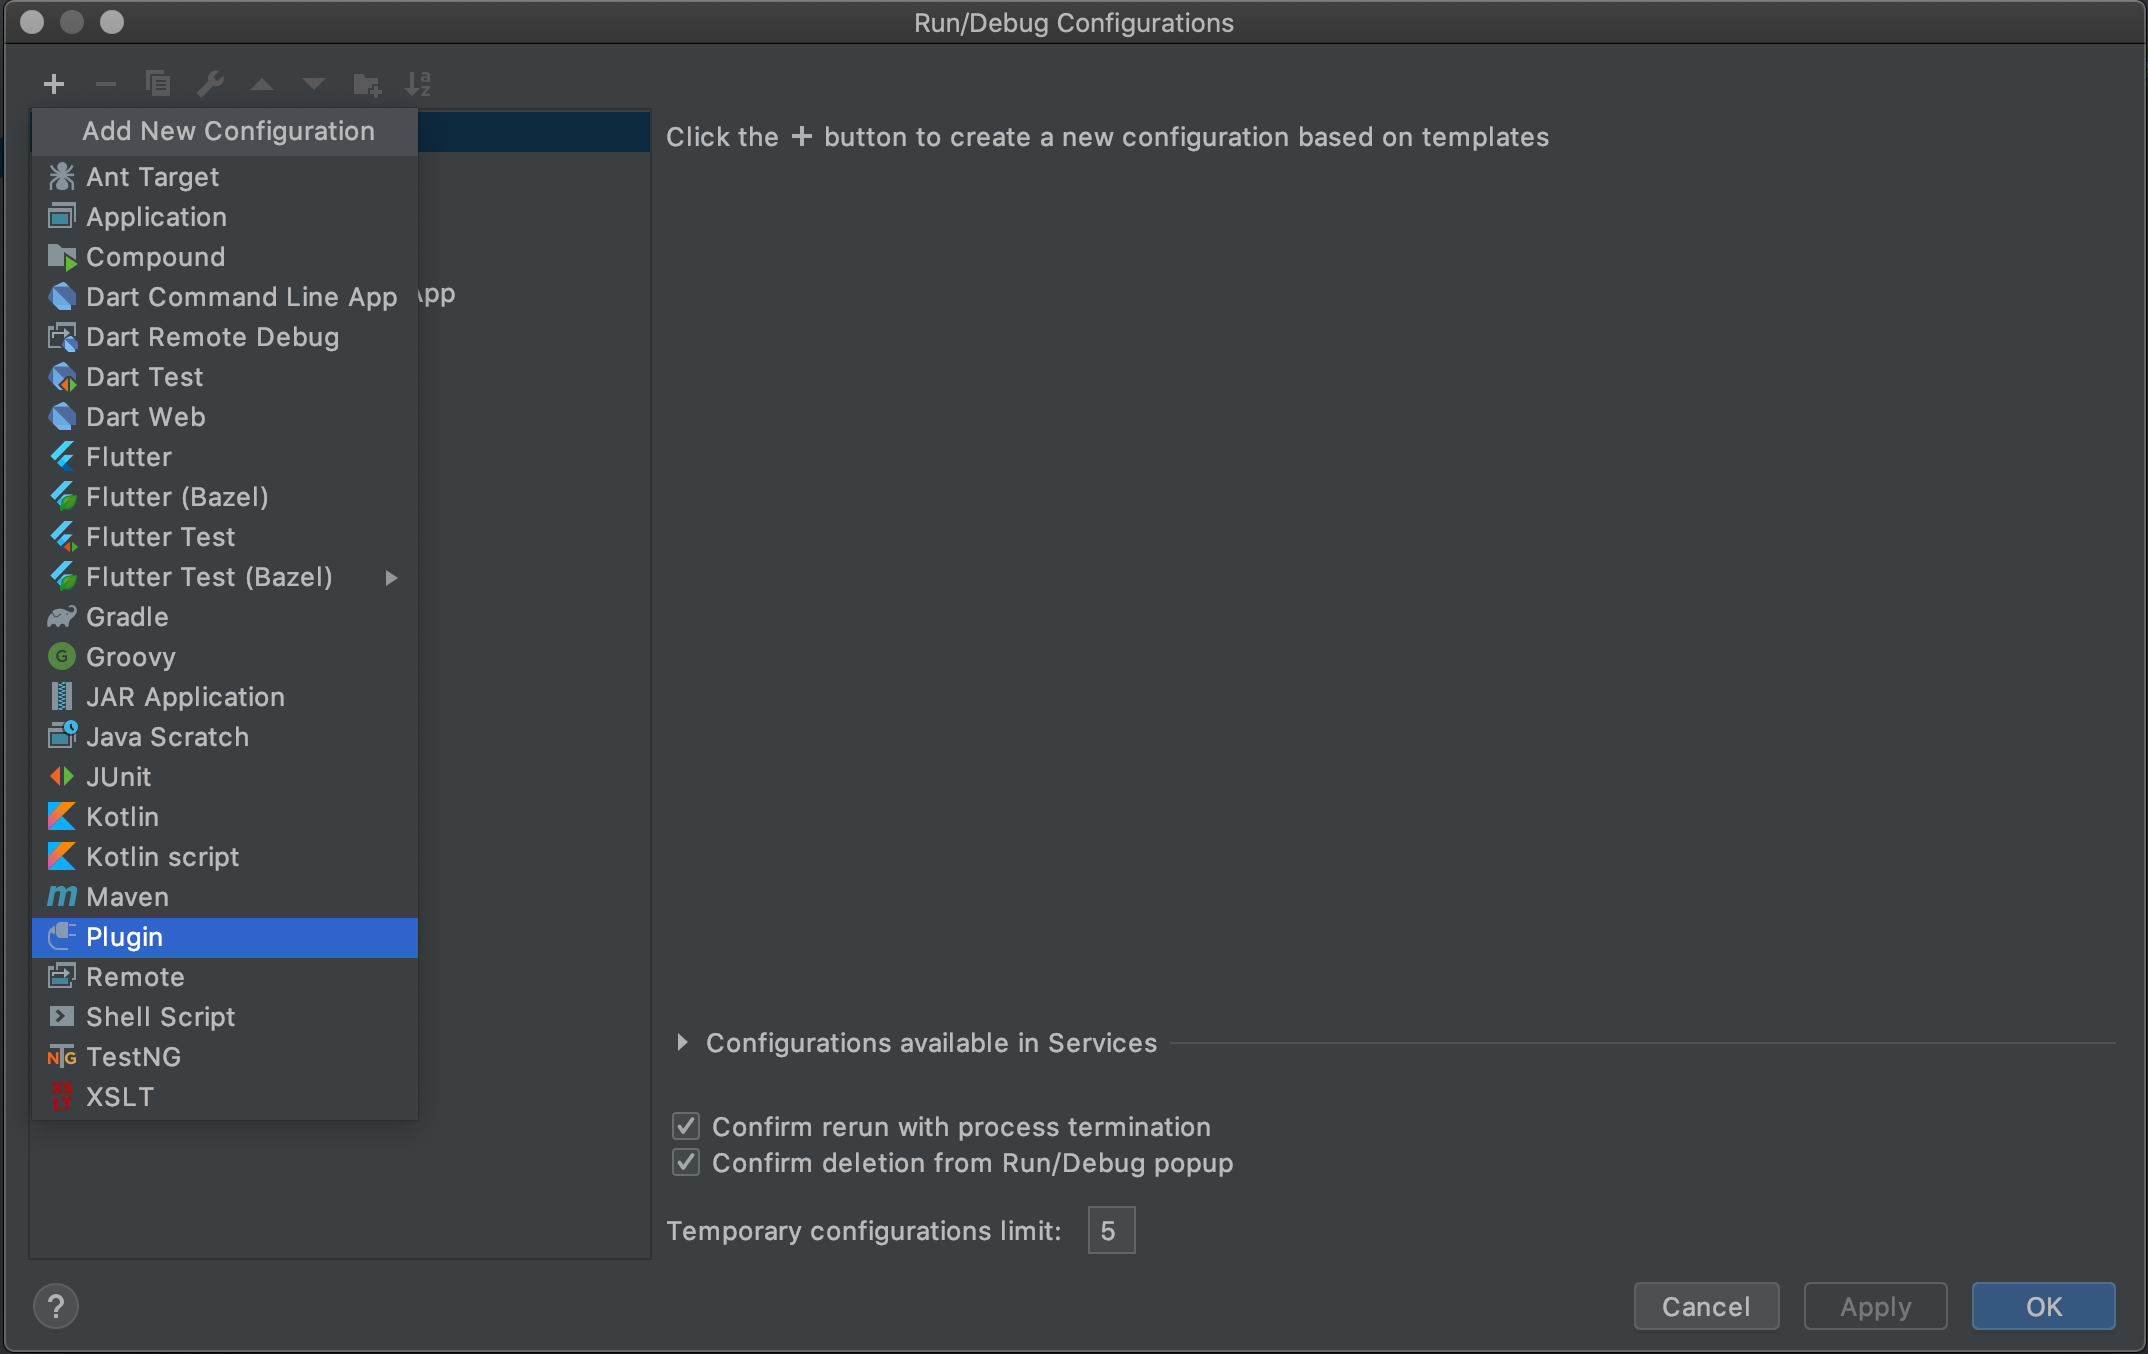 Run/Debug Configurations
Add New Configuration
Ant Target
Application
Compound
Dart Command Line App
App
Dart Remote Debug
Dart Test
Dart Web
Flutter
Flutter (Bazel)
Flutter Test
Flutter Test (Bazel)
Gradle
G Groovy
JAR Application
Java Scratch
JUnit
Kotlin
Kotlin script
m Maven
Plugin
Remote
Shell Script
NTG TestNG
XSLT XSLT
Click the + button to create a new configuration based on templates
Configurations available in Services
Confirm rerun with process termination
Confirm deletion from Run/Debug popup
Temporary configurations limit: 5
?
Cancel
Apply
OK